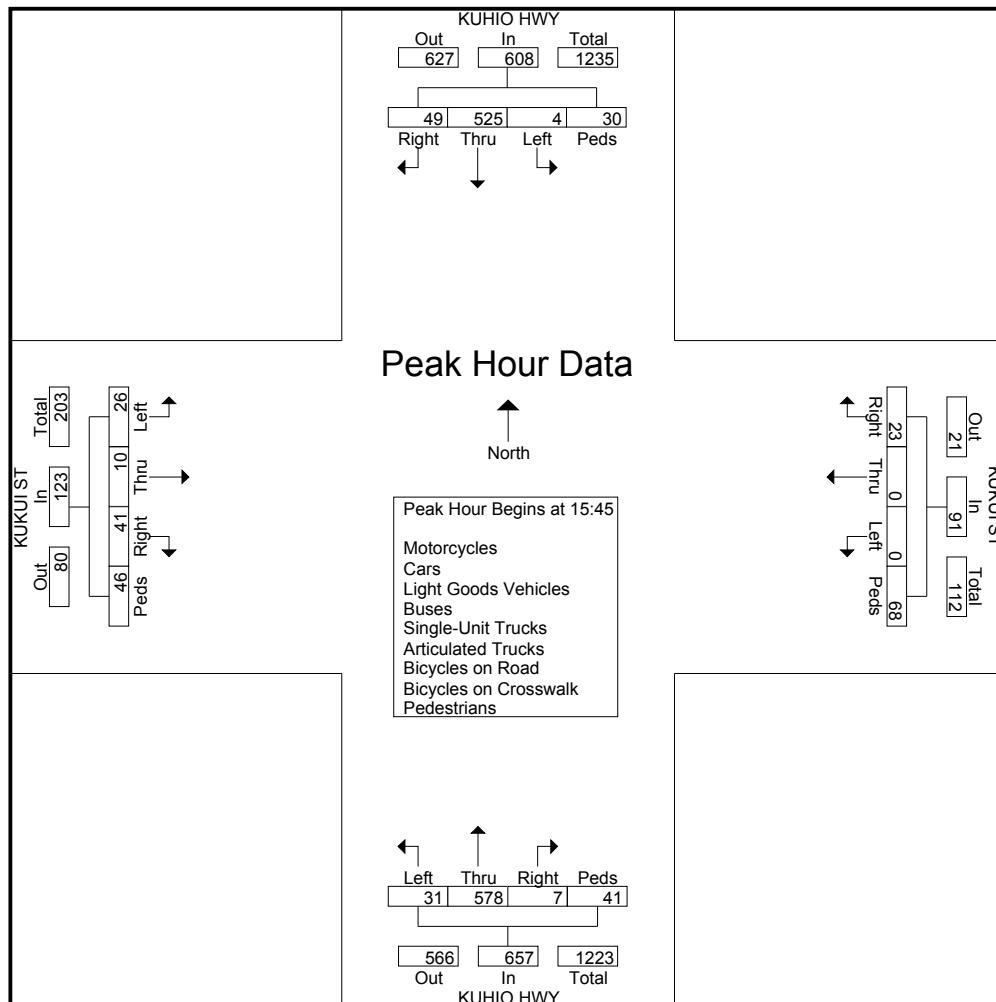 KUHIO HWY
Out In Total
627 608 1235
49 525 4 30
Right Thru Left Peds
Peak Hour Data
North
Peak Hour Begins at 15:45
Motorcycles
Cars
Light Goods Vehicles
Buses
Single-Unit Trucks
Articulated Trucks
Bicycles on Road
Bicycles on Crosswalk
Pedestrians
KUKUI ST
Out In Total
80 123 203
26 10 41 46
Left Thru Right Peds
KUKUI ST
Out In Total
21 91 112
23 0 0 68
Right Thru Left Peds
Left Thru Right Peds
31 578 7 41
566 657 1223
Out In Total
KUHIO HWY